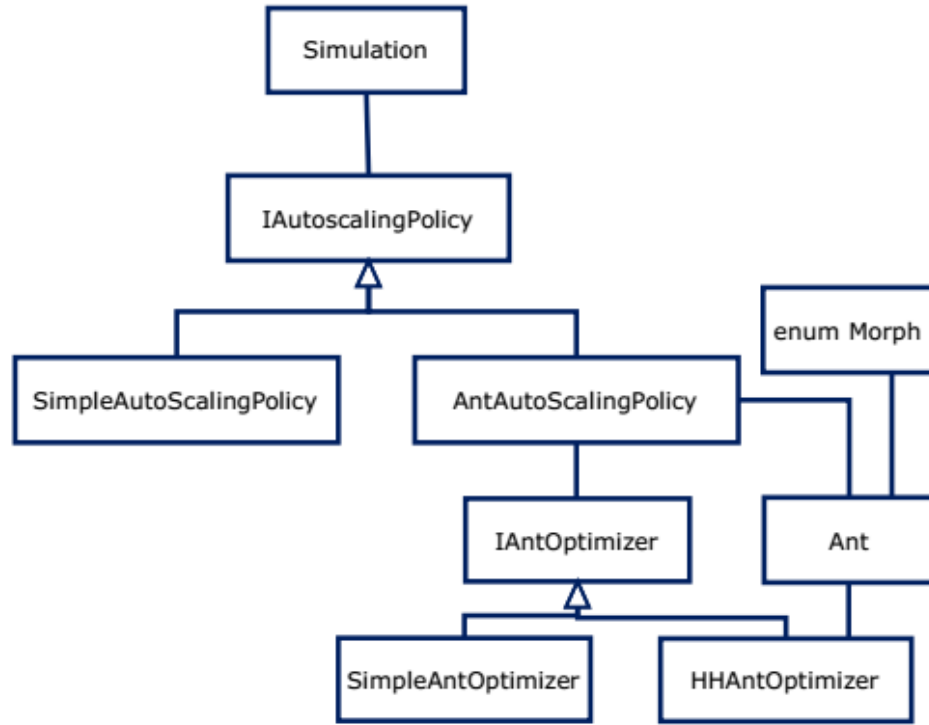 Simulation
IAutoscalingPolicy
enum Morph
SimpleAutoScalingPolicy
AntAutoScalingPolicy
IAntOptimizer
Ant
SimpleAntOptimizer
HHAntOptimizer